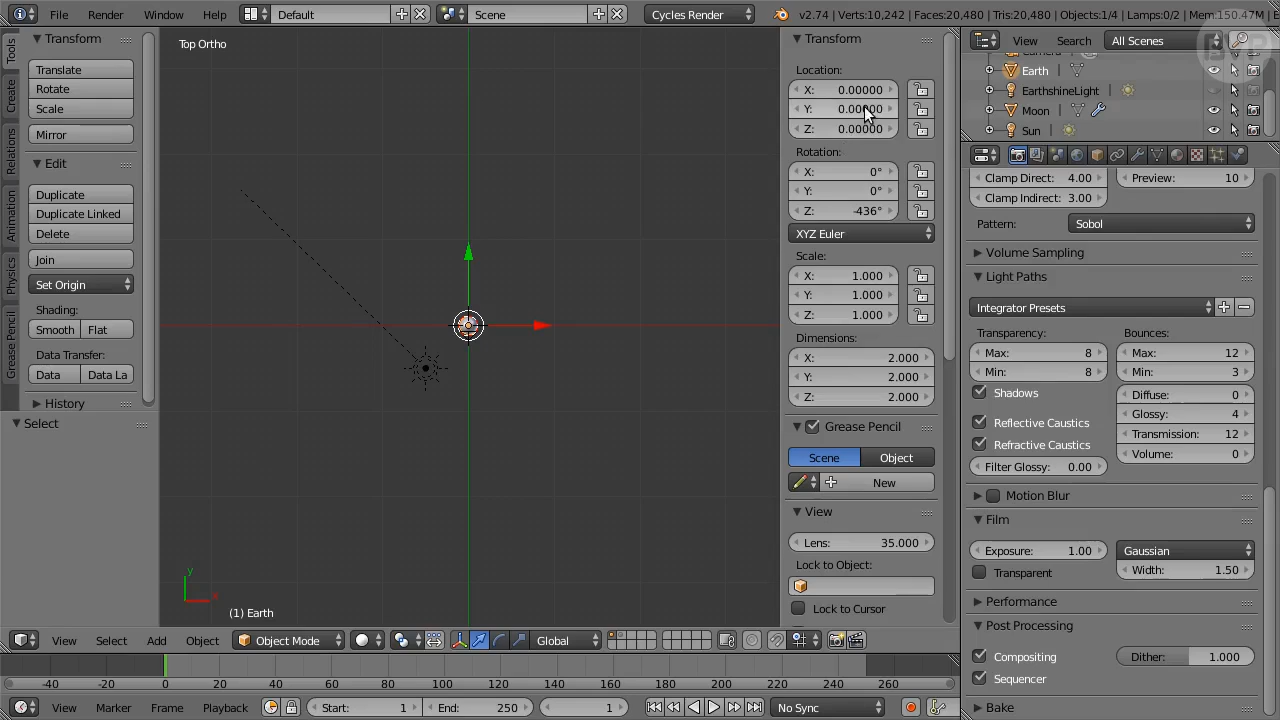 File Render Window Help Default Scene Cycles Render v2.74 | Verts:10,242 | Faces:20,480 | Tris:20,480 | Objects:1/4 | Lamps:0/2 | Mem:150.47M
Tools
Create
Relations
Animation
Physics
Grease Pencil
Transform
Translate
Rotate
Scale
Mirror
Edit
Duplicate
Duplicate Linked
Delete
Join
Set Origin
Shading:
Smooth Flat
Data Transfer:
Data Data La
History
Select
Top Ortho
y
x
(1) Earth
Transform
Location:
X: 0.00000
Y: 0.00000
Z: 0.00000
Rotation:
X: 0°
Y: 0°
Z: -436°
XYZ Euler
Scale:
X: 1.000
Y: 1.000
Z: 1.000
Dimensions:
X: 2.000
Y: 2.000
Z: 2.000
Grease Pencil
Scene Object
New
View
Lens: 35.000
Lock to Object:
Lock to Cursor
View Search All Scenes
Earth
EarthshineLight
Moon
Sun
Clamp Direct: 4.00 Preview: 10
Clamp Indirect: 3.00
Pattern: Sobol
Volume Sampling
Light Paths
Integrator Presets
Transparency: Bounces:
Max: 8 Max: 12
Min: 8 Min: 3
Shadows Diffuse: 0
Reflective Caustics Glossy: 4
Refractive Caustics Transmission: 12
Filter Glossy: 0.00 Volume: 0
Motion Blur
Film
Exposure: 1.00 Gaussian
Transparent Width: 1.50
Performance
Post Processing
Compositing Dither: 1.000
Sequencer
Bake
View Select Add Object Object Mode Global
-40 -20 0 20 40 60 80 100 120 140 160 180 200 220 240 260
View Marker Frame Playback Start: 1 End: 250 1 No Sync